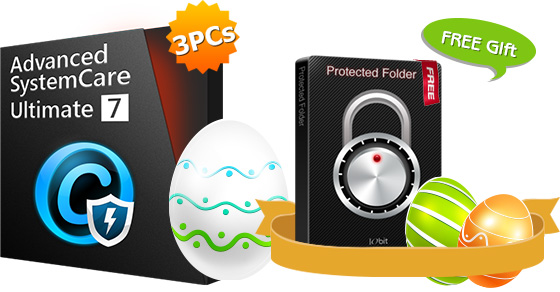 3PCs
Advanced
SystemCare
Ultimate 7
FREE Gift
Protected Folder
FREE
Protected Folder
IObit